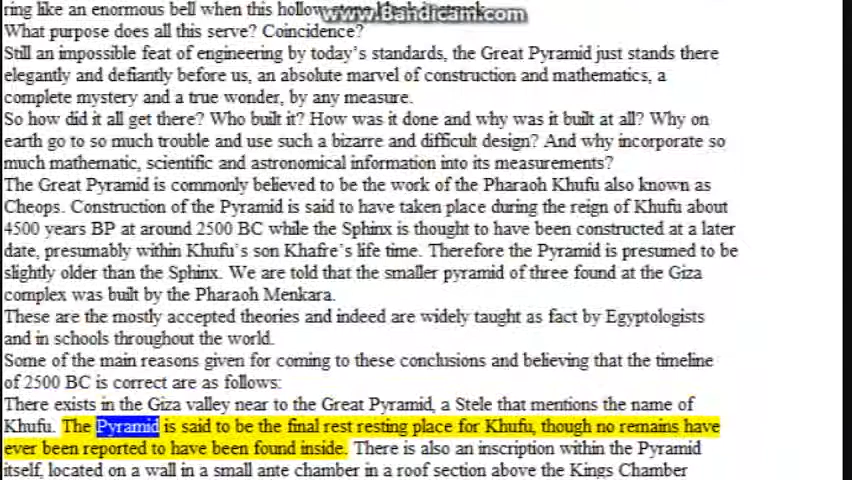 ring like an enormous bell when this hollow stone block is struck.
www.Bandicam.com
What purpose does all this serve? Coincidence?
Still an impossible feat of engineering by today's standards, the Great Pyramid just stands there
elegantly and defiantly before us, an absolute marvel of construction and mathematics, a
complete mystery and a true wonder, by any measure.
So how did it all get there? Who built it? How was it done and why was it built at all? Why on
earth go to so much trouble and use such a bizarre and difficult design? And why incorporate so
much mathematic, scientific and astronomical information into its measurements?
The Great Pyramid is commonly believed to be the work of the Pharaoh Khufu also known as
Cheops. Construction of the Pyramid is said to have taken place during the reign of Khufu about
4500 years BP at around 2500 BC while the Sphinx is thought to have been constructed at a later
date, presumably within Khufu's son Khafre's life time. Therefore the Pyramid is presumed to be
slightly older than the Sphinx. We are told that the smaller pyramid of three found at the Giza
complex was built by the Pharaoh Menkara.
These are the mostly accepted theories and indeed are widely taught as fact by Egyptologists
and in schools throughout the world.
Some of the main reasons given for coming to these conclusions and believing that the timeline
of 2500 BC is correct are as follows:
There exists in the Giza valley near to the Great Pyramid, a Stele that mentions the name of
Khufu. The Pyramid is said to be the final rest resting place for Khufu, though no remains have
ever been reported to have been found inside. There is also an inscription within the Pyramid
itself, located on a wall in a small ante chamber in a roof section above the Kings Chamber